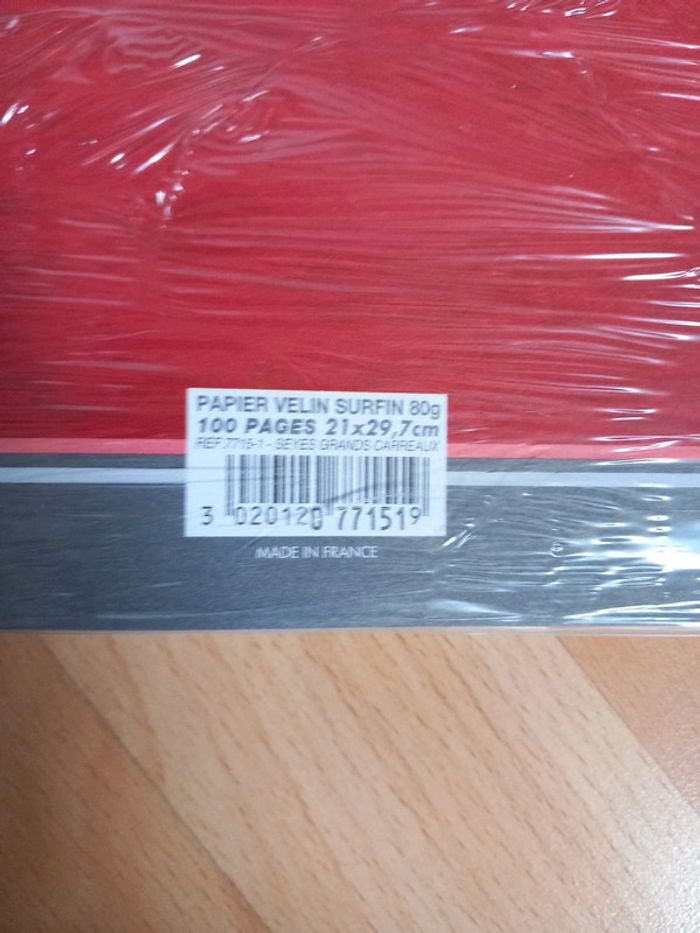 PAPIER VELIN SURFIN 80g
100 PAGES 21x29,7cm
REF.7715-1 - SEYES GRANDS CARREAUX
3 020120 771519
MADE IN FRANCE